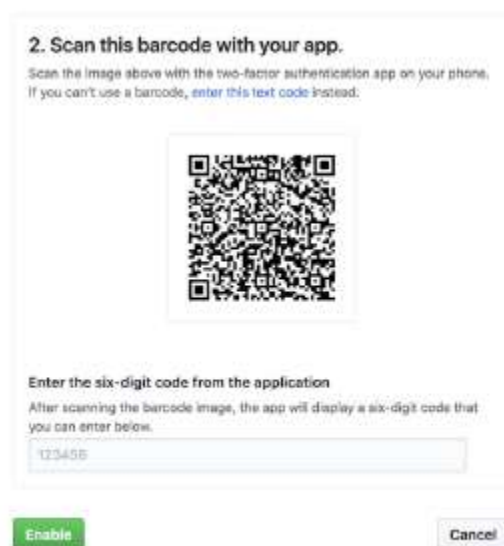 2. Scan this barcode with your app.
Scan the image above with the two-factor authentication app on your phone.
If you can't use a barcode, enter this text code instead.
Enter the six-digit code from the application
After scanning the barcode image, the app will display a six-digit code that
you can enter below.
123456
Enable
Cancel